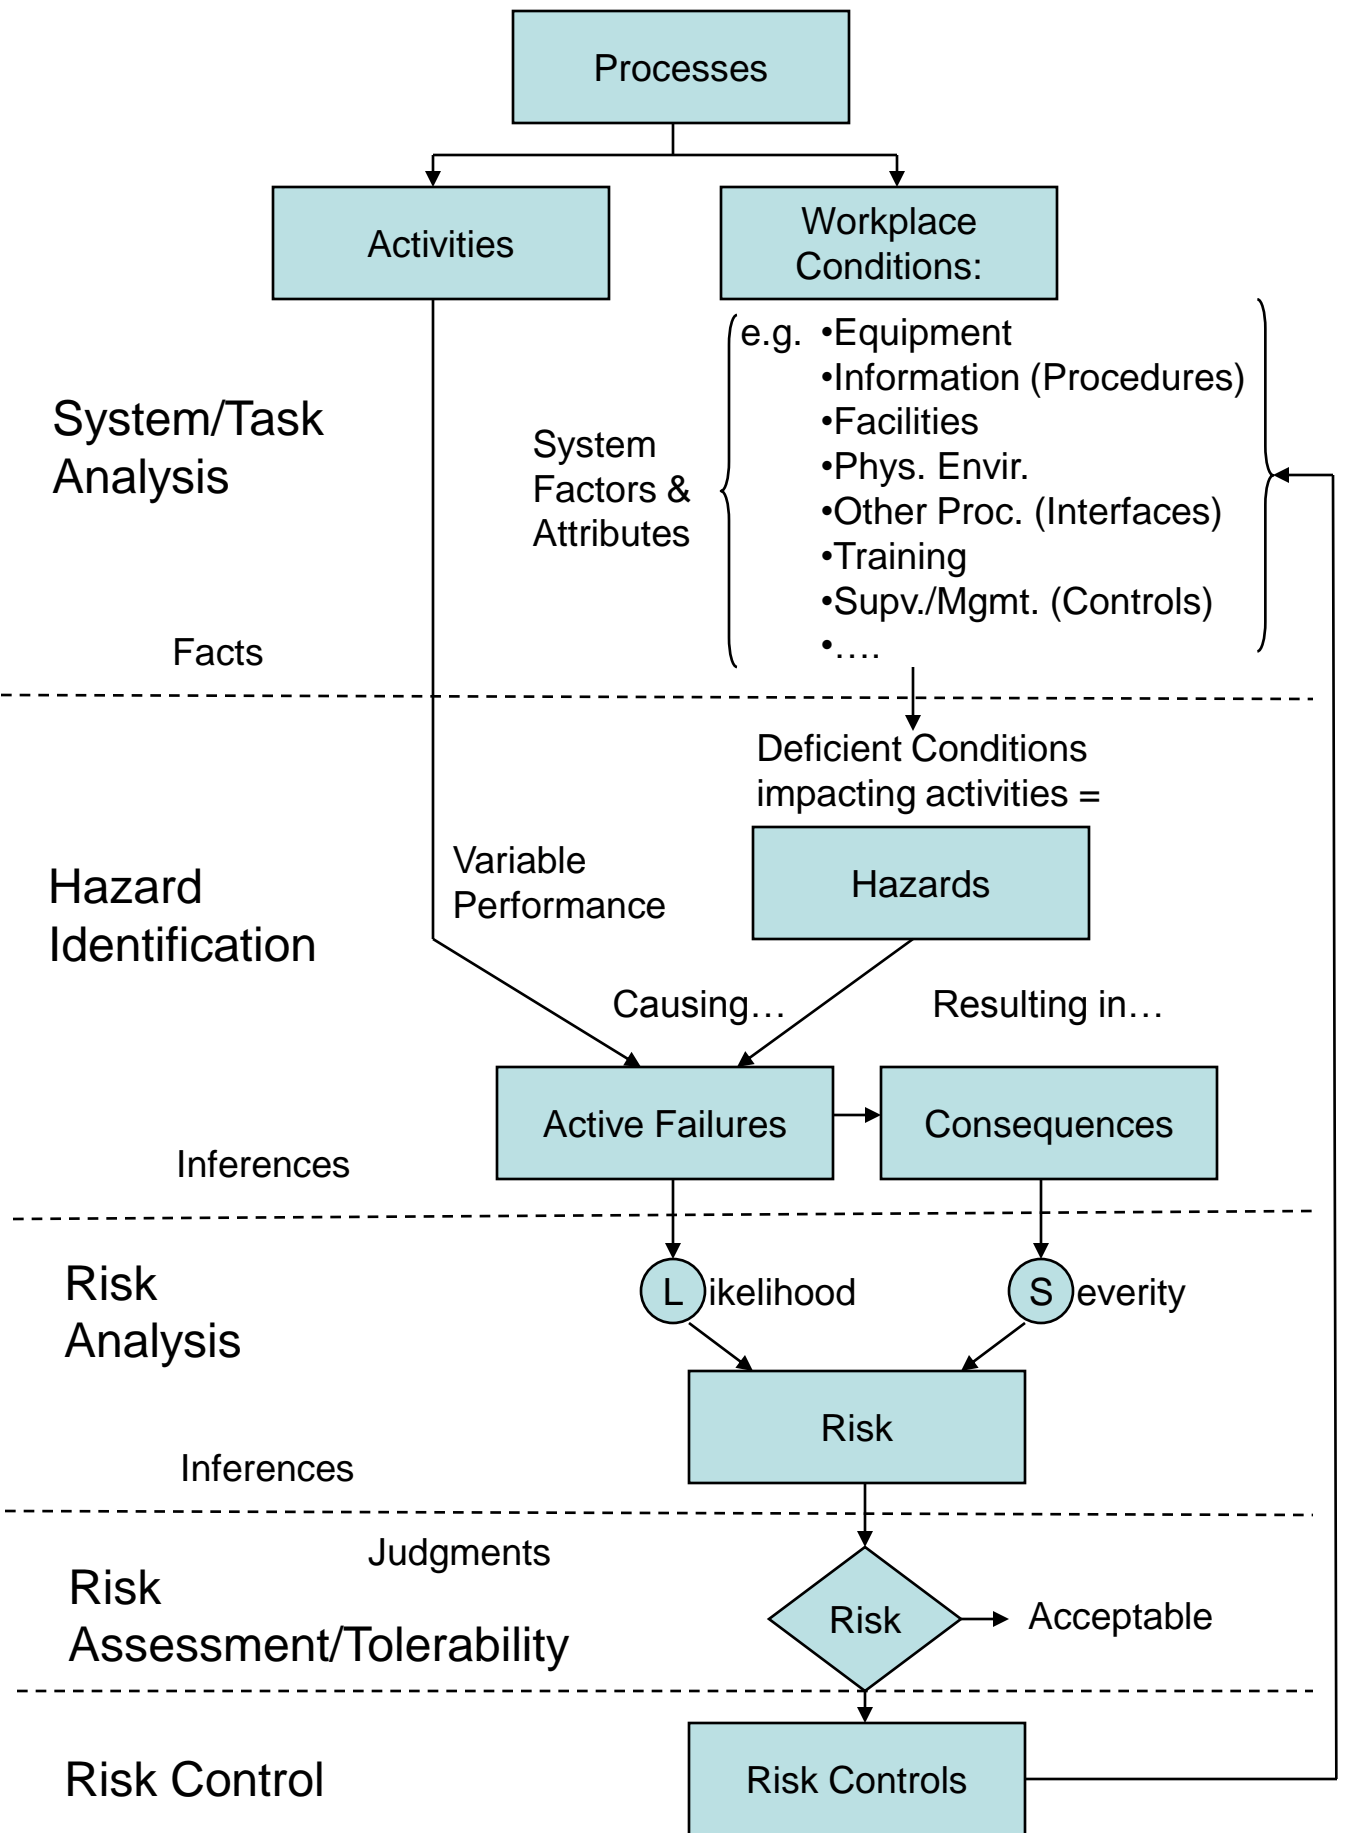 Processes
Activities
Workplace
Conditions:
e.g. •Equipment
•Information (Procedures)
•Facilities
•Phys. Envir.
•Other Proc. (Interfaces)
•Training
•Supv./Mgmt. (Controls)
•….
System/Task
Analysis
System
Factors &
Attributes
Facts
Deficient Conditions
impacting activities =
Hazard
Identification
Variable
Performance
Hazards
Causing…
Resulting in…
Active Failures
Consequences
Inferences
Risk
Analysis
Likelihood
Severity
Risk
Inferences
Judgments
Risk
Assessment/Tolerability
Risk
Acceptable
Risk Control
Risk Controls